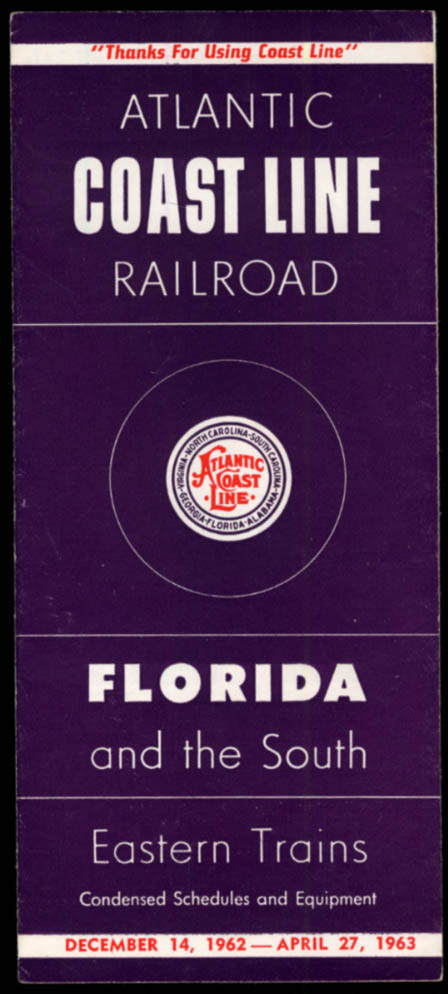 "Thanks For Using Coast Line"
ATLANTIC
COAST LINE
RAILROAD
VIRGINIA·NORTH CAROLINA·SOUTH CAROLINA
ATLANTIC
COAST
·LINE·
GEORGIA·FLORIDA·ALABAMA
FLORIDA
and the South
Eastern Trains
Condensed Schedules and Equipment
DECEMBER 14, 1962—APRIL 27, 1963